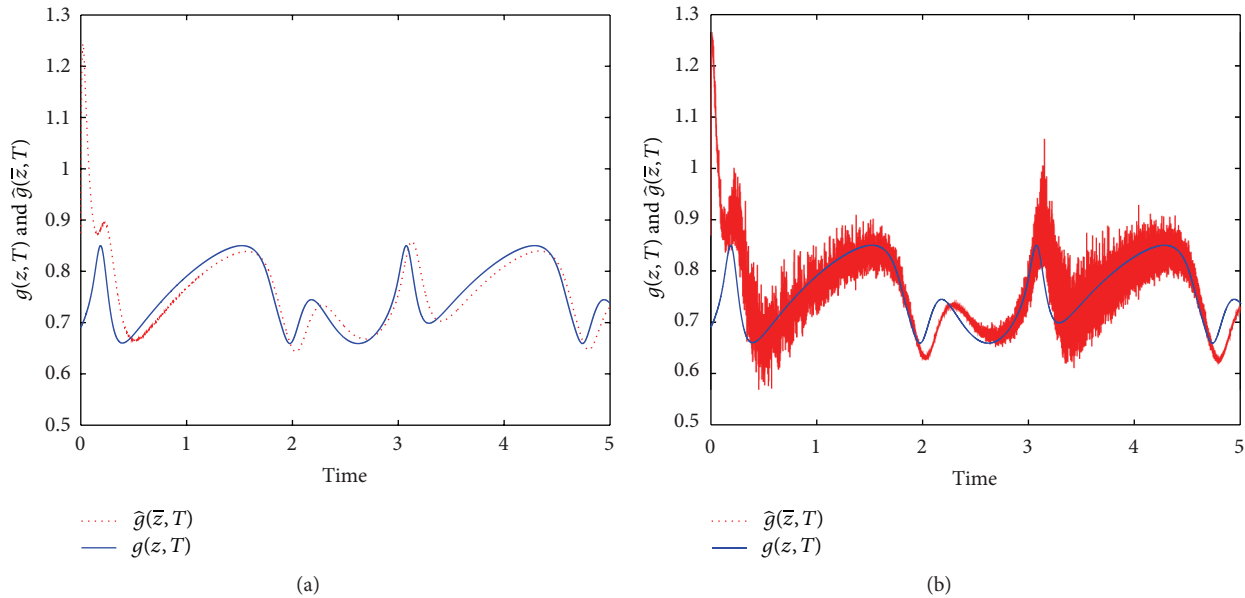 1.3
1.2
1.1
1
0.9
0.8
0.7
0.6
0.5
g(z, T) and ĝ(z̄, T)
0 1 2 3 4 5
Time
ĝ(z̄, T)
g(z, T)
(a)
1.3
1.2
1.1
1
0.9
0.8
0.7
0.6
0.5
g(z, T) and ĝ(z̄, T)
0 1 2 3 4 5
Time
ĝ(z̄, T)
g(z, T)
(b)